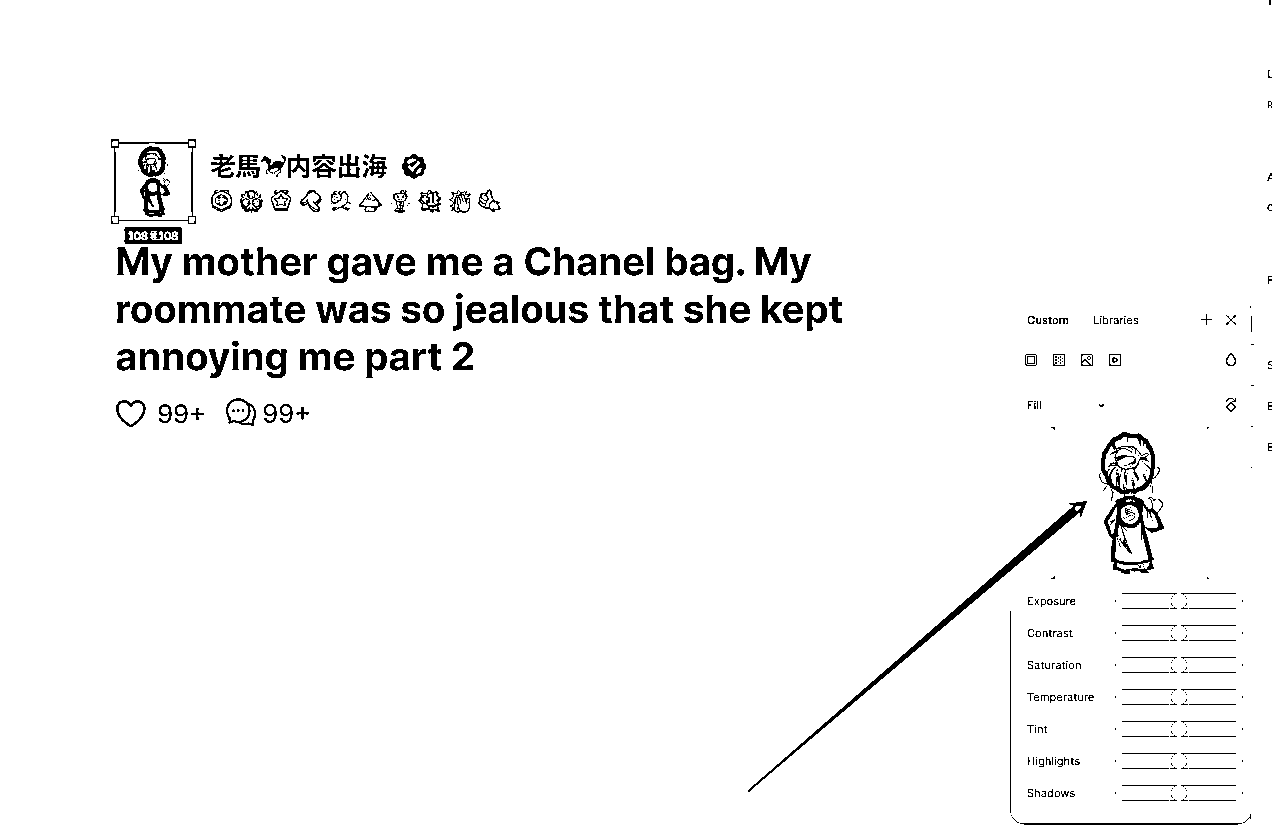 老馬🐎内容出海
108 × 108
My mother gave me a Chanel bag. My
roommate was so jealous that she kept
annoying me part 2
99+ 99+
Custom Libraries
Fill
Exposure
Contrast
Saturation
Temperature
Tint
Highlights
Shadows